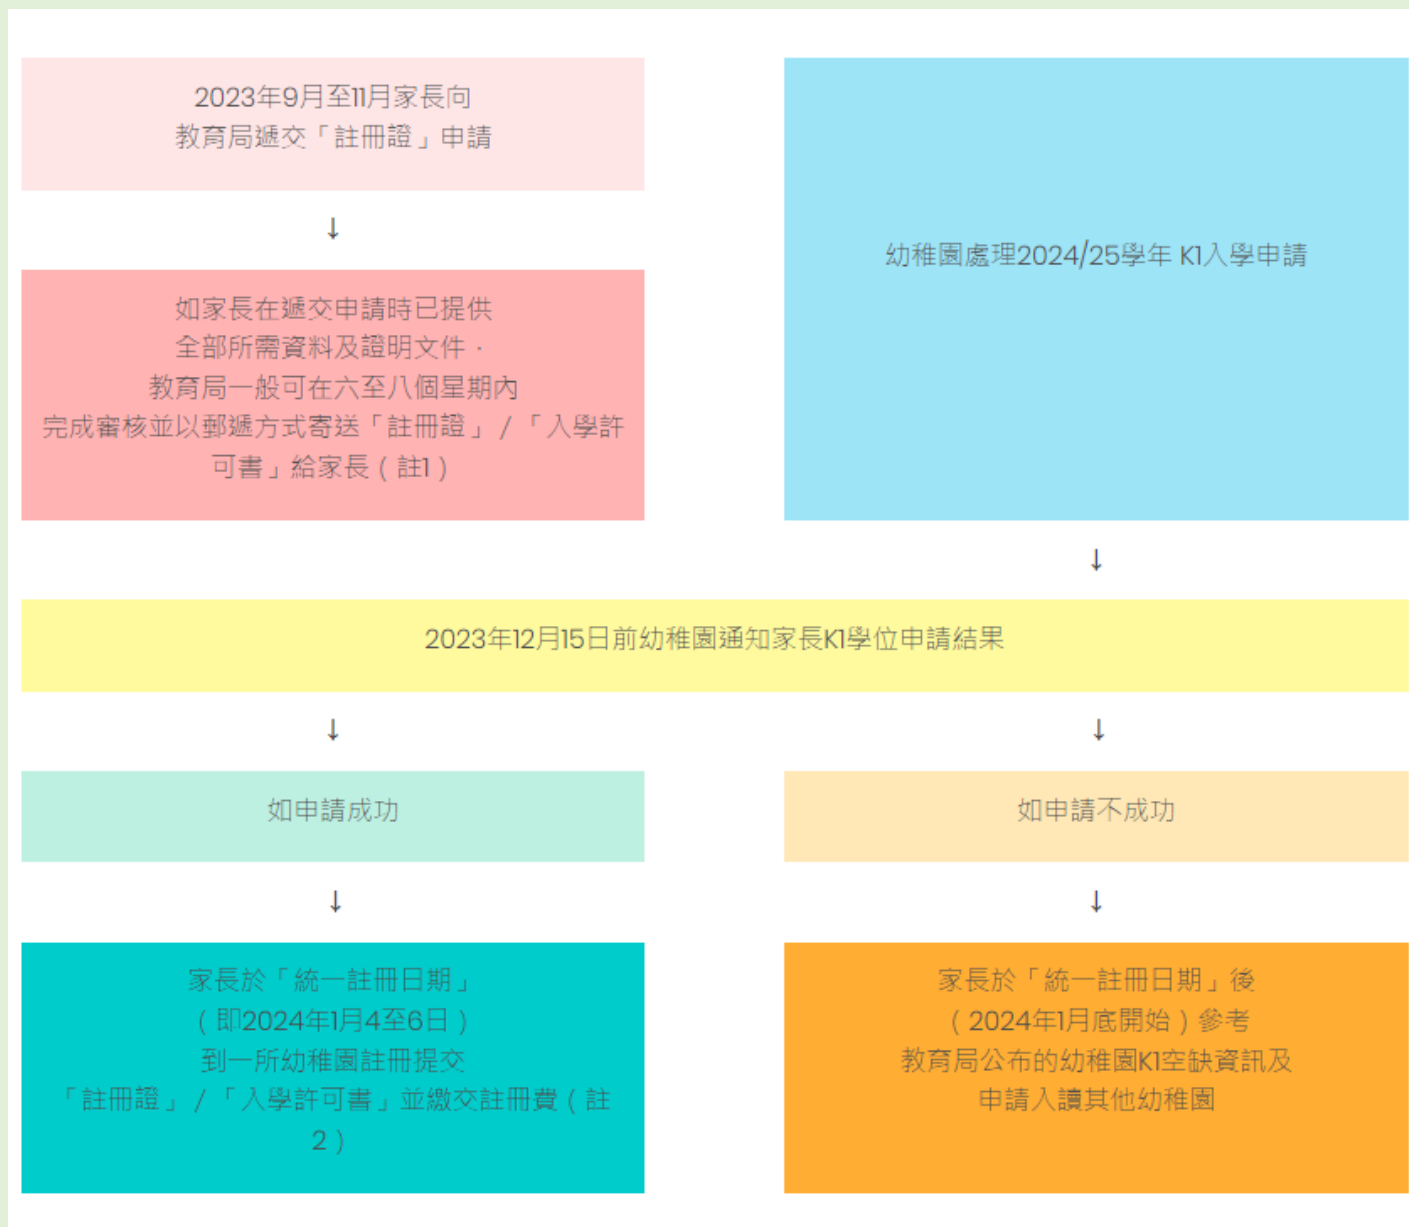 2023年9月至11月家長向
教育局遞交「註冊證」申請
↓
如家長在遞交申請時已提供
全部所需資料及證明文件，
教育局一般可在六至八個星期內
完成審核並以郵遞方式寄送「註冊證」/「入學許
可書」給家長（註1）
幼稚園處理2024/25學年 K1入學申請
↓
2023年12月15日前幼稚園通知家長K1學位申請結果
↓
↓
如申請成功
如申請不成功
↓
↓
家長於「統一註冊日期」
（即2024年1月4至6日）
到一所幼稚園註冊提交
「註冊證」/「入學許可書」並繳交註冊費（註
2）
家長於「統一註冊日期」後
（2024年1月底開始）參考
教育局公布的幼稚園K1空缺資訊及
申請入讀其他幼稚園